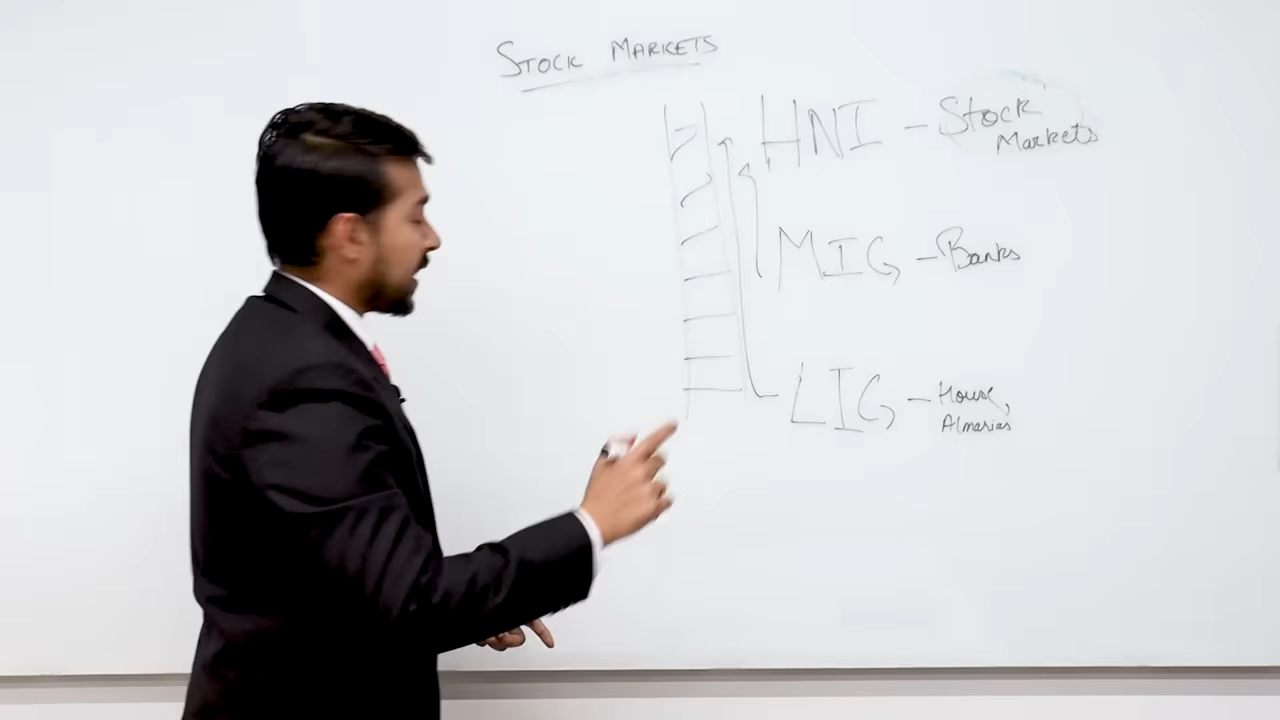 STOCK MARKETS
HNI - Stock
Markets
MIG - Banks
LIG - House,
Almarias